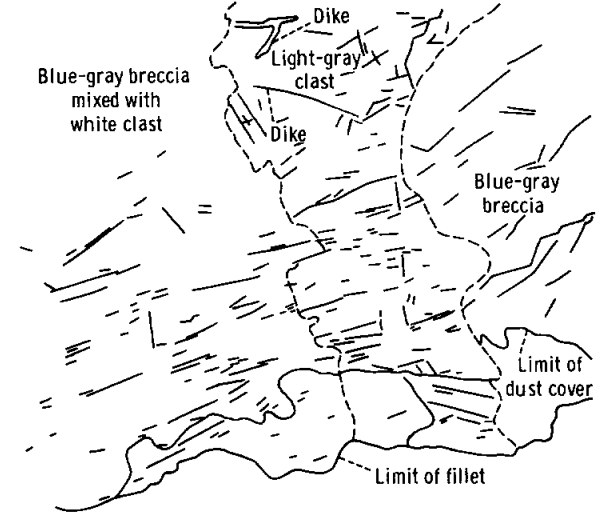 Dike
Light-gray
clast
Blue-gray breccia
mixed with
white clast
Dike
Blue-gray
breccia
Limit of
dust cover
Limit of fillet